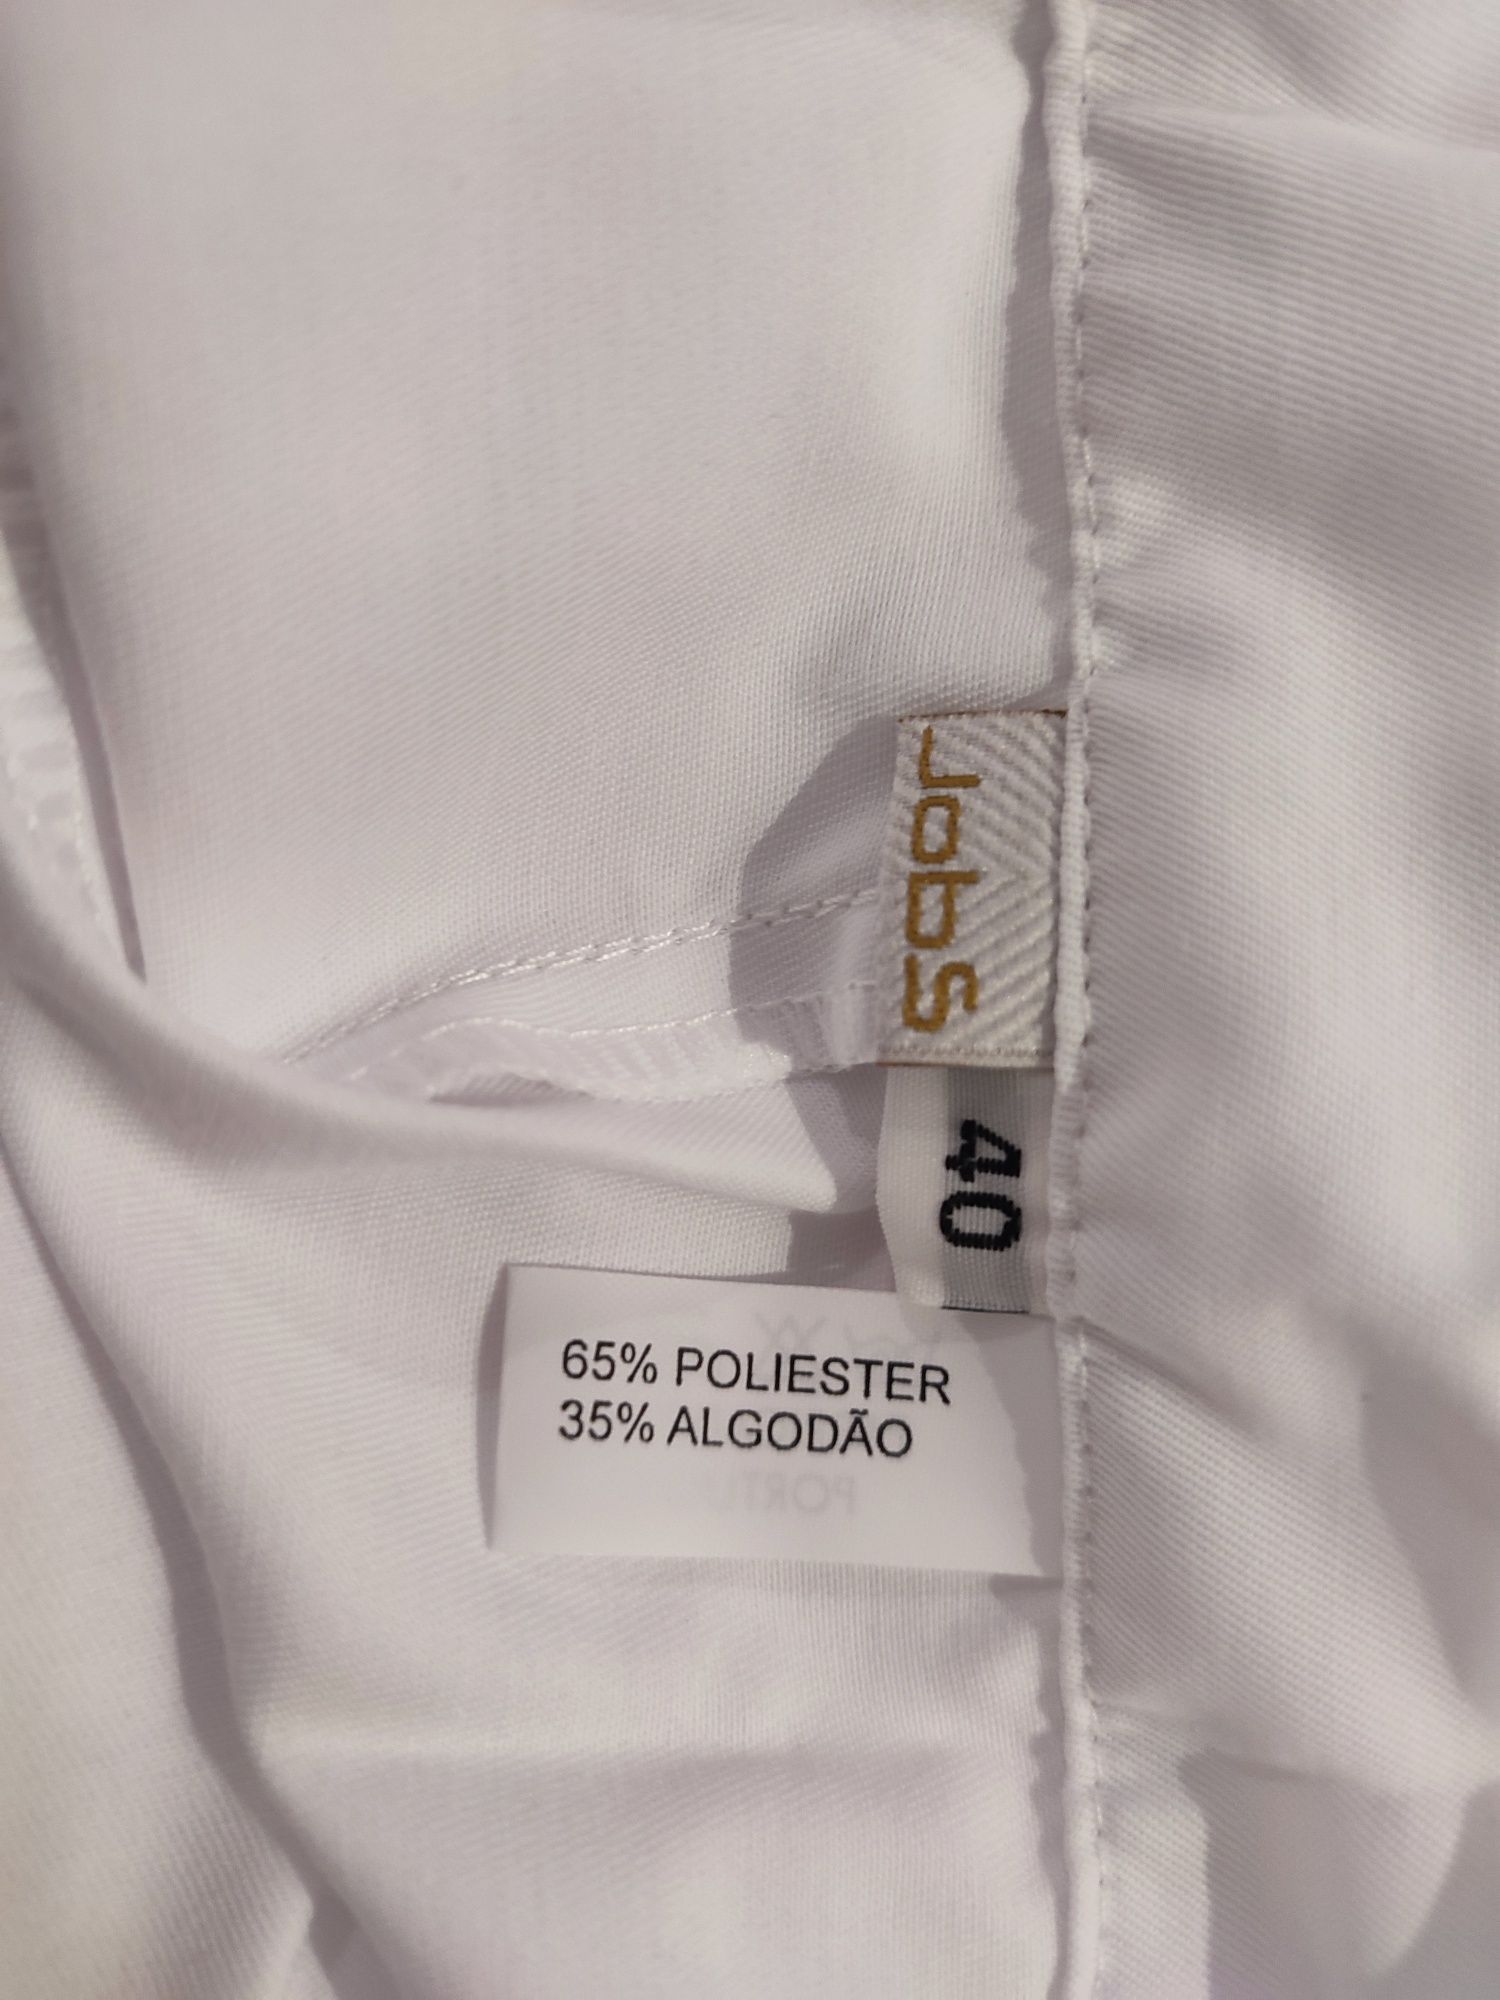 Jobs
40
65% POLIESTER
35% ALGODÃO